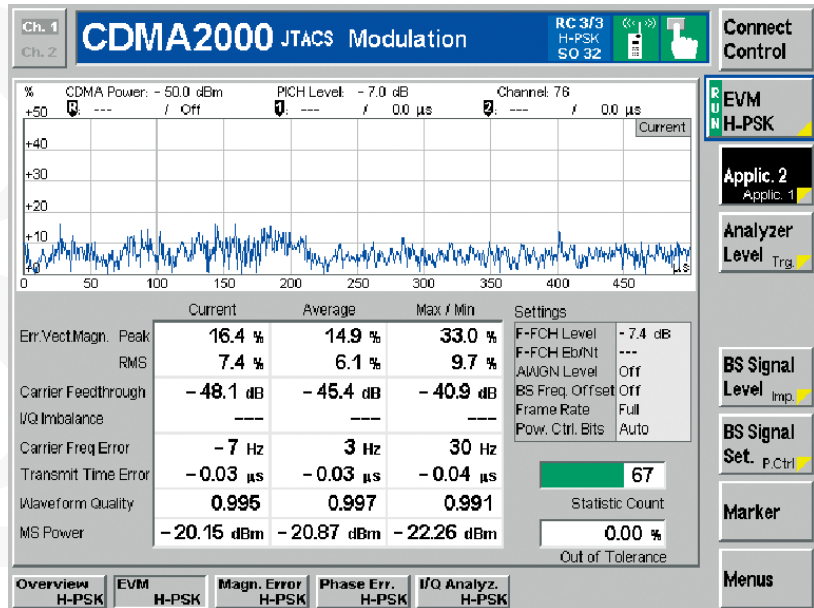 Ch. 1
Ch. 2
CDMA2000 JTACS Modulation
RC 3/3
H-PSK
SO 32
Connect
Control
% CDMA Power: - 50.0 dBm PICH Level: - 7.0 dB Channel: 76
R: --- / Off 1: --- / 0.0 µs 2: --- / 0.0 µs
Current
+50
+40
+30
+20
+10
+0
µs
0 50 100 150 200 250 300 350 400 450
RUN
EVM
H-PSK
Applic. 2
Applic. 1
Analyzer
Level Trg.
BS Signal
Level Imp.
BS Signal
Set. P.Ctrl
Marker
Menus
Current Average Max / Min
Err.Vect.Magn. Peak 16.4 % 14.9 % 33.0 %
RMS 7.4 % 6.1 % 9.7 %
Carrier Feedthrough - 48.1 dB - 45.4 dB - 40.9 dB
I/Q Imbalance --- --- ---
Carrier Freq Error - 7 Hz 3 Hz 30 Hz
Transmit Time Error - 0.03 µs - 0.03 µs - 0.04 µs
Waveform Quality 0.995 0.997 0.991
MS Power - 20.15 dBm - 20.87 dBm - 22.26 dBm
Settings
F-FCH Level - 7.4 dB
F-FCH Eb/Nt ---
AWGN Level Off
BS Freq. Offset Off
Frame Rate Full
Pow. Ctrl. Bits Auto
67
Statistic Count
0.00 %
Out of Tolerance
Overview
H-PSK
EVM
H-PSK
Magn. Error
H-PSK
Phase Err.
H-PSK
I/Q Analyz.
H-PSK